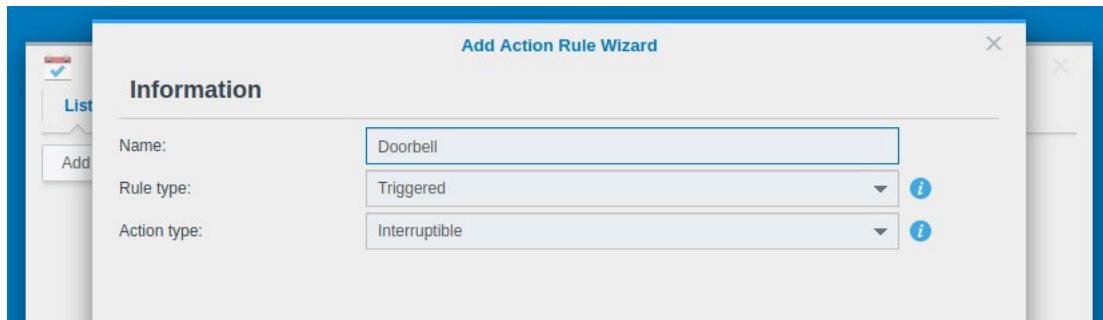 Add Action Rule Wizard
Information
List
Name:
Doorbell
Add
Rule type:
Triggered
Action type:
Interruptible